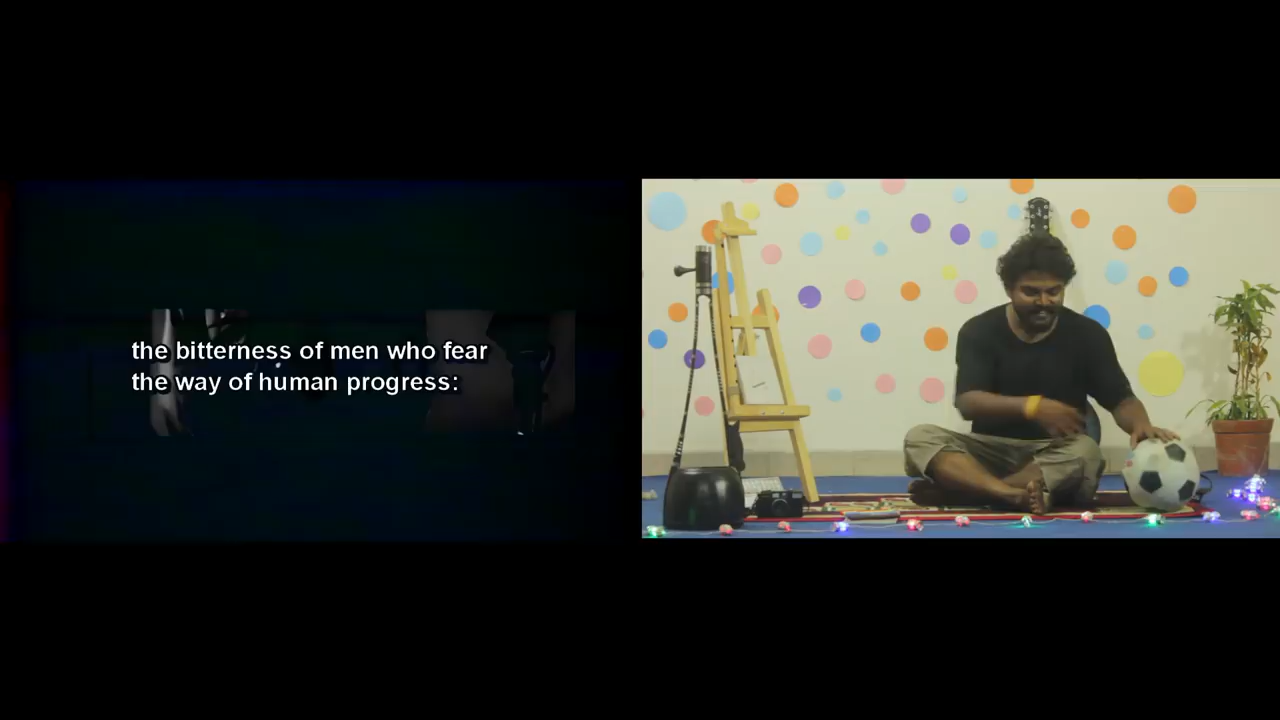 the bitterness of men who fear
the way of human progress: